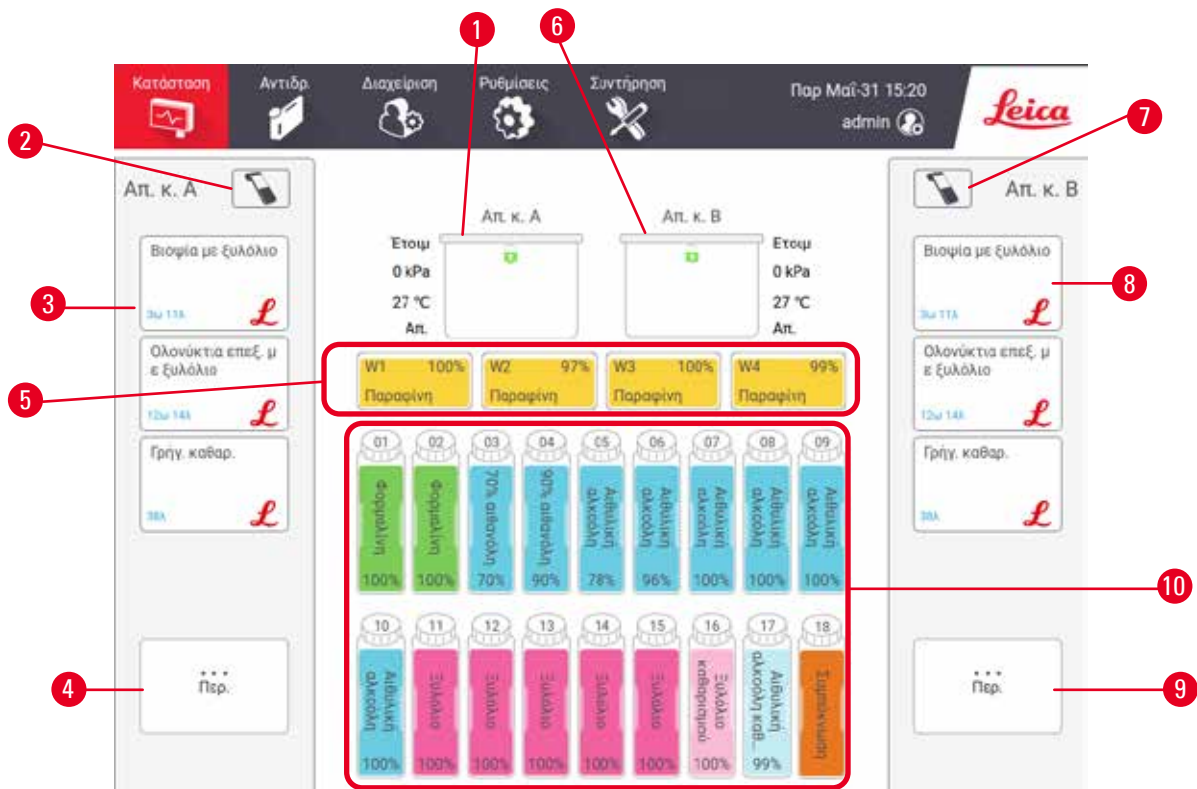 1
6
Κατάσταση
Αντιδρ.
Διαχείριση
Ρυθμίσεις
Συντήρηση
Παρ Μαΐ-31 15:20
admin
Leica
2
7
Απ. κ. A
Απ. κ. B
Απ. κ. A
Απ. κ. B
Έτοιμ
0 kPa
27 °C
Απ.
Έτοιμ
0 kPa
27 °C
Απ.
3
Βιοψία με ξυλόλιο
3ω 11λ
Ολονύκτια επεξ. μ
ε ξυλόλιο
12ω 14λ
Γρήγ. καθαρ.
38λ
4
Περ.
8
Βιοψία με ξυλόλιο
3ω 11λ
Ολονύκτια επεξ. μ
ε ξυλόλιο
12ω 14λ
Γρήγ. καθαρ.
38λ
9
Περ.
5
W1 100%
Παραφίνη
W2 97%
Παραφίνη
W3 100%
Παραφίνη
W4 99%
Παραφίνη
10
01
Φορμαλίνη
100%
02
Φορμαλίνη
100%
03
70% αιθανόλη
70%
04
90% αιθανόλη
90%
05
Αιθυλική
αλκοόλη
78%
06
Αιθυλική
αλκοόλη
96%
07
Αιθυλική
αλκοόλη
100%
08
Αιθυλική
αλκοόλη
100%
09
Αιθυλική
αλκοόλη
100%
10
Αιθυλική
αλκοόλη
100%
11
Ξυλόλιο
100%
12
Ξυλόλιο
100%
13
Ξυλόλιο
100%
14
Ξυλόλιο
100%
15
Ξυλόλιο
100%
16
Ξυλόλιο
καθαρισμού
100%
17
Αιθυλική
αλκοόλη καθ...
99%
18
Συμπύκνωση